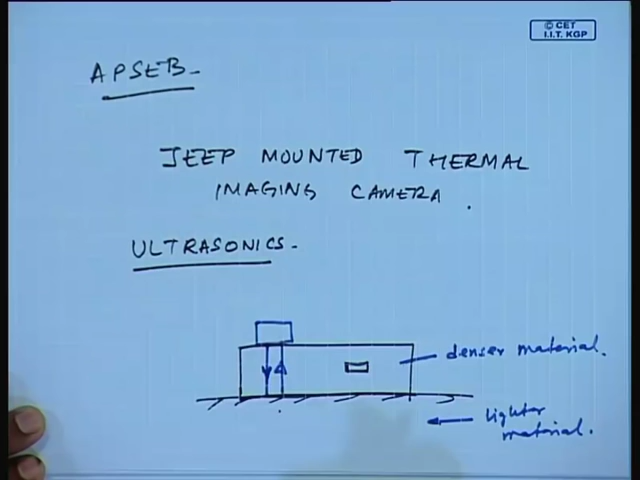 © CET
I.I.T. KGP
APSEB-
JEEP MOUNTED THERMAL
IMAGING CAMERA.
ULTRASONICS-
denser material.
lighter
material.